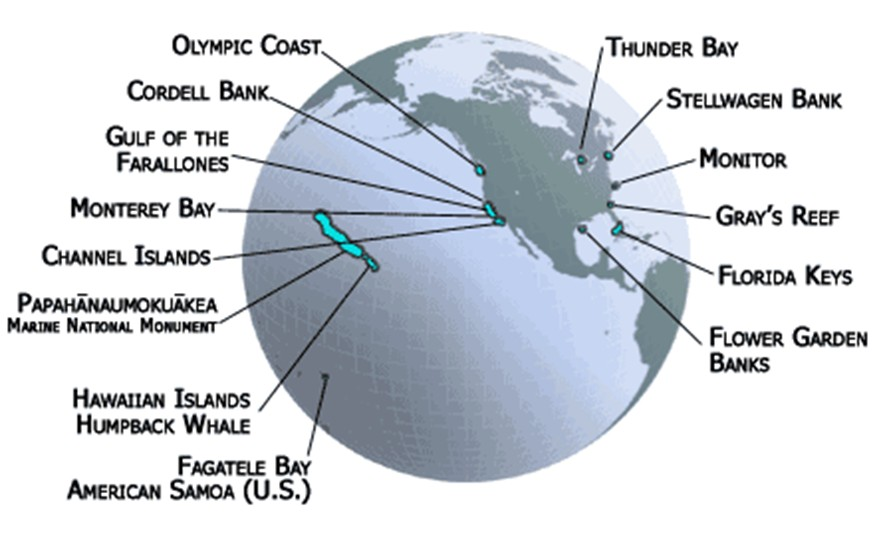 OLYMPIC COAST
CORDELL BANK
GULF OF THE
FARALLONES
MONTEREY BAY
CHANNEL ISLANDS
PAPAHĀNAUMOKUĀKEA
MARINE NATIONAL MONUMENT
HAWAIIAN ISLANDS
HUMPBACK WHALE
FAGATELE BAY
AMERICAN SAMOA (U.S.)
THUNDER BAY
STELLWAGEN BANK
MONITOR
GRAY'S REEF
FLORIDA KEYS
FLOWER GARDEN
BANKS